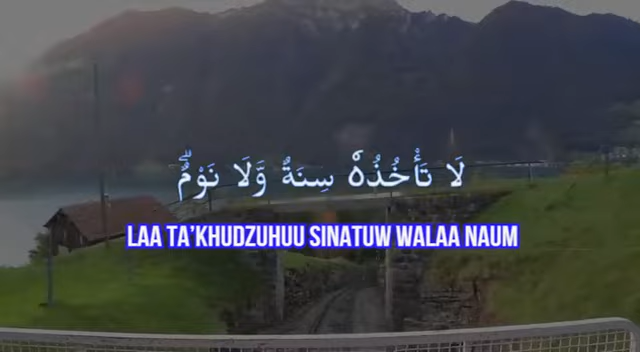 لَا تَأْخُذُهٗ سِنَةٌ وَّلَا نَوْمٌۗ
LAA TA'KHUDZUHUU SINATUW WALAA NAUM